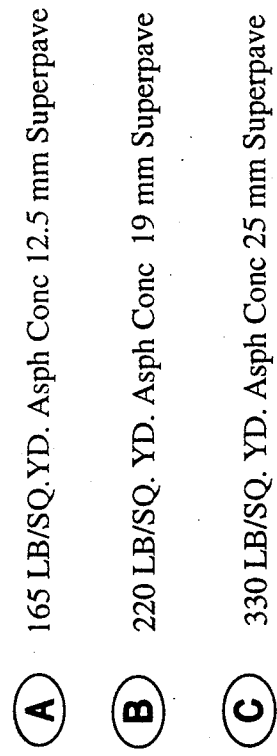 A 165 LB/SQ.YD. Asph Conc 12.5 mm Superpave
B 220 LB/SQ. YD. Asph Conc 19 mm Superpave
C 330 LB/SQ. YD. Asph Conc 25 mm Superpave